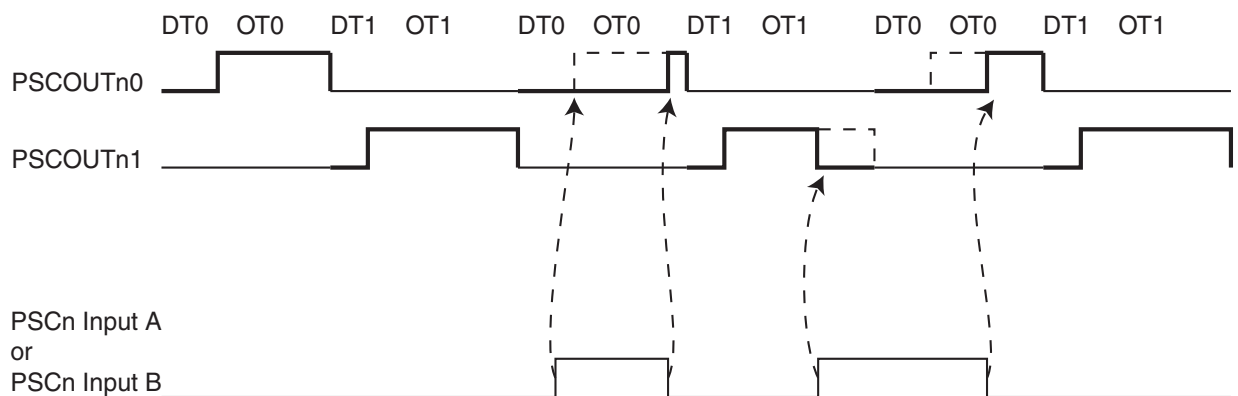 DT0 OT0 DT1 OT1 DT0 OT0 DT1 OT1 DT0 OT0 DT1 OT1
PSCOUTn0
PSCOUTn1
PSCn Input A
or
PSCn Input B